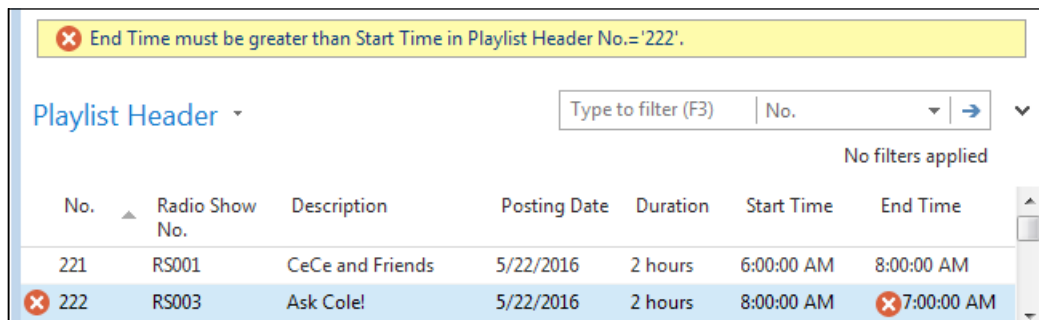 End Time must be greater than Start Time in Playlist Header No.='222'.
Playlist Header Type to filter (F3) No.
No filters applied
No. Radio Show No. Description Posting Date Duration Start Time End Time
221 RS001 CeCe and Friends 5/22/2016 2 hours 6:00:00 AM 8:00:00 AM
222 RS003 Ask Cole! 5/22/2016 2 hours 8:00:00 AM 7:00:00 AM